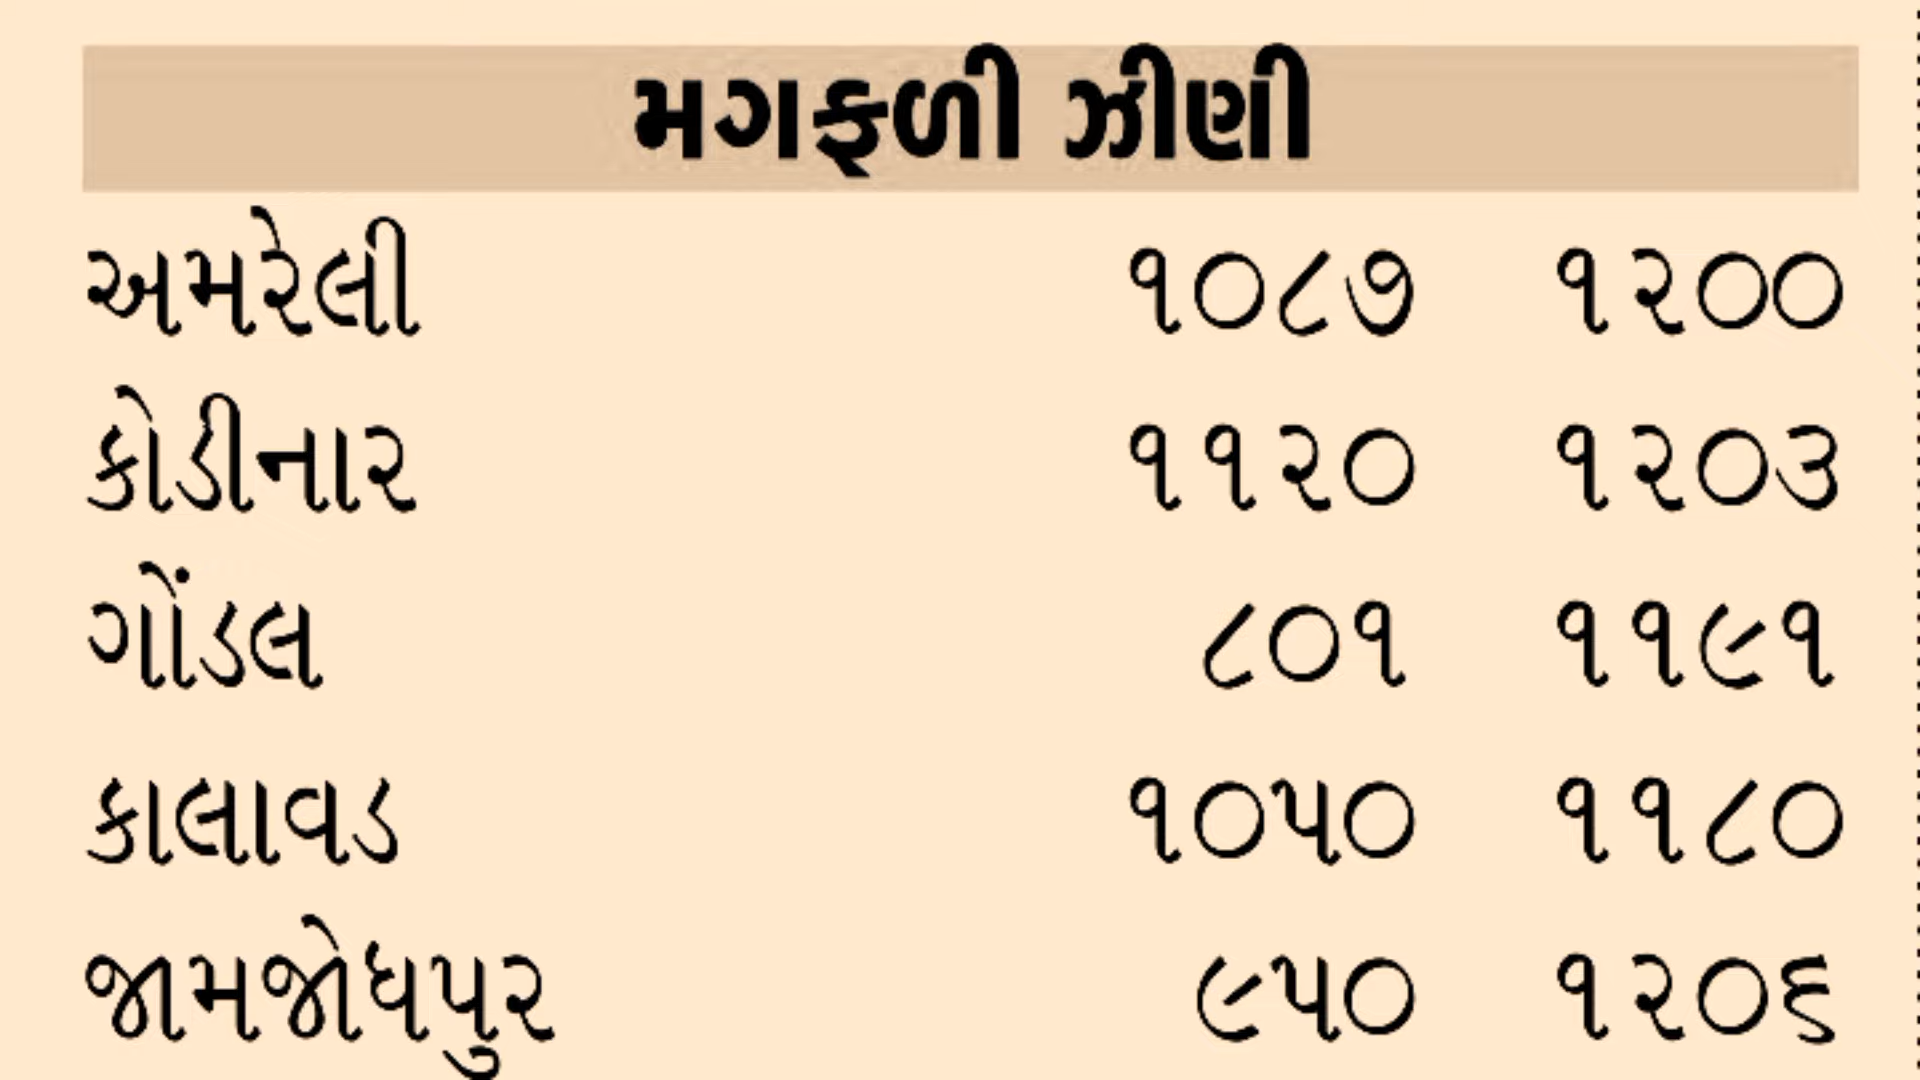 મગફળી ઝીણી
અમરેલી ૧૦૮૭ ૧૨૦૦
કોડીનાર ૧૧૨૦ ૧૨૦૩
ગોંડલ ૮૦૧ ૧૧૯૧
કાલાવડ ૧૦૫૦ ૧૧૮૦
જામજોધપુર ૯૫૦ ૧૨૦૬